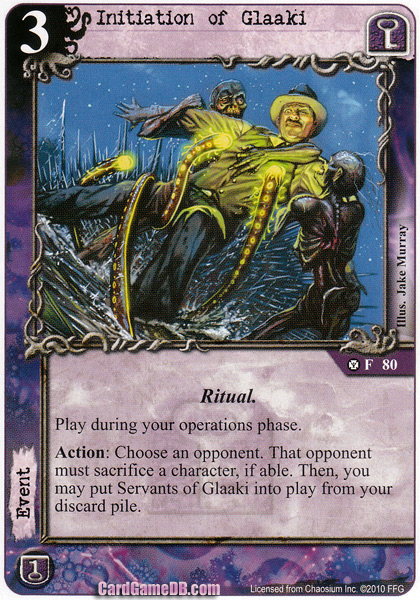 3
Initiation of Glaaki
Illus. Jake Murray
F 80
Ritual.
Play during your operations phase.
Action: Choose an opponent. That opponent
must sacrifice a character, if able. Then, you
may put Servants of Glaaki into play from your
discard pile.
Event
CardGameDB.com
Licensed from Chaosium Inc. ©2010 FFG